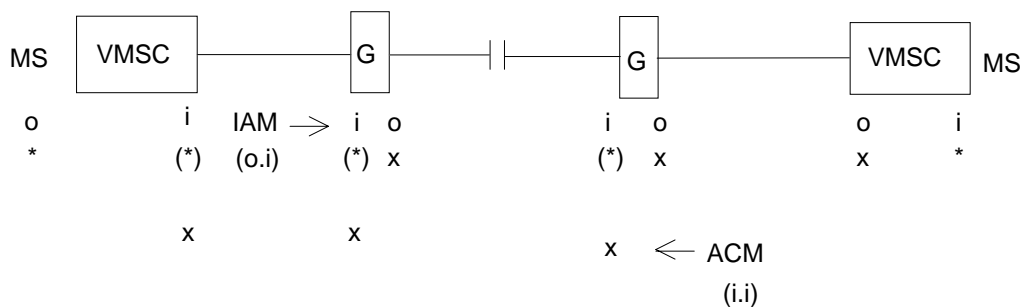 MS VMSC G G VMSC MS
o i IAM → i o i o o i
* (*) (o.i) (*) x (*) x x *
x x x ← ACM
(i.i)